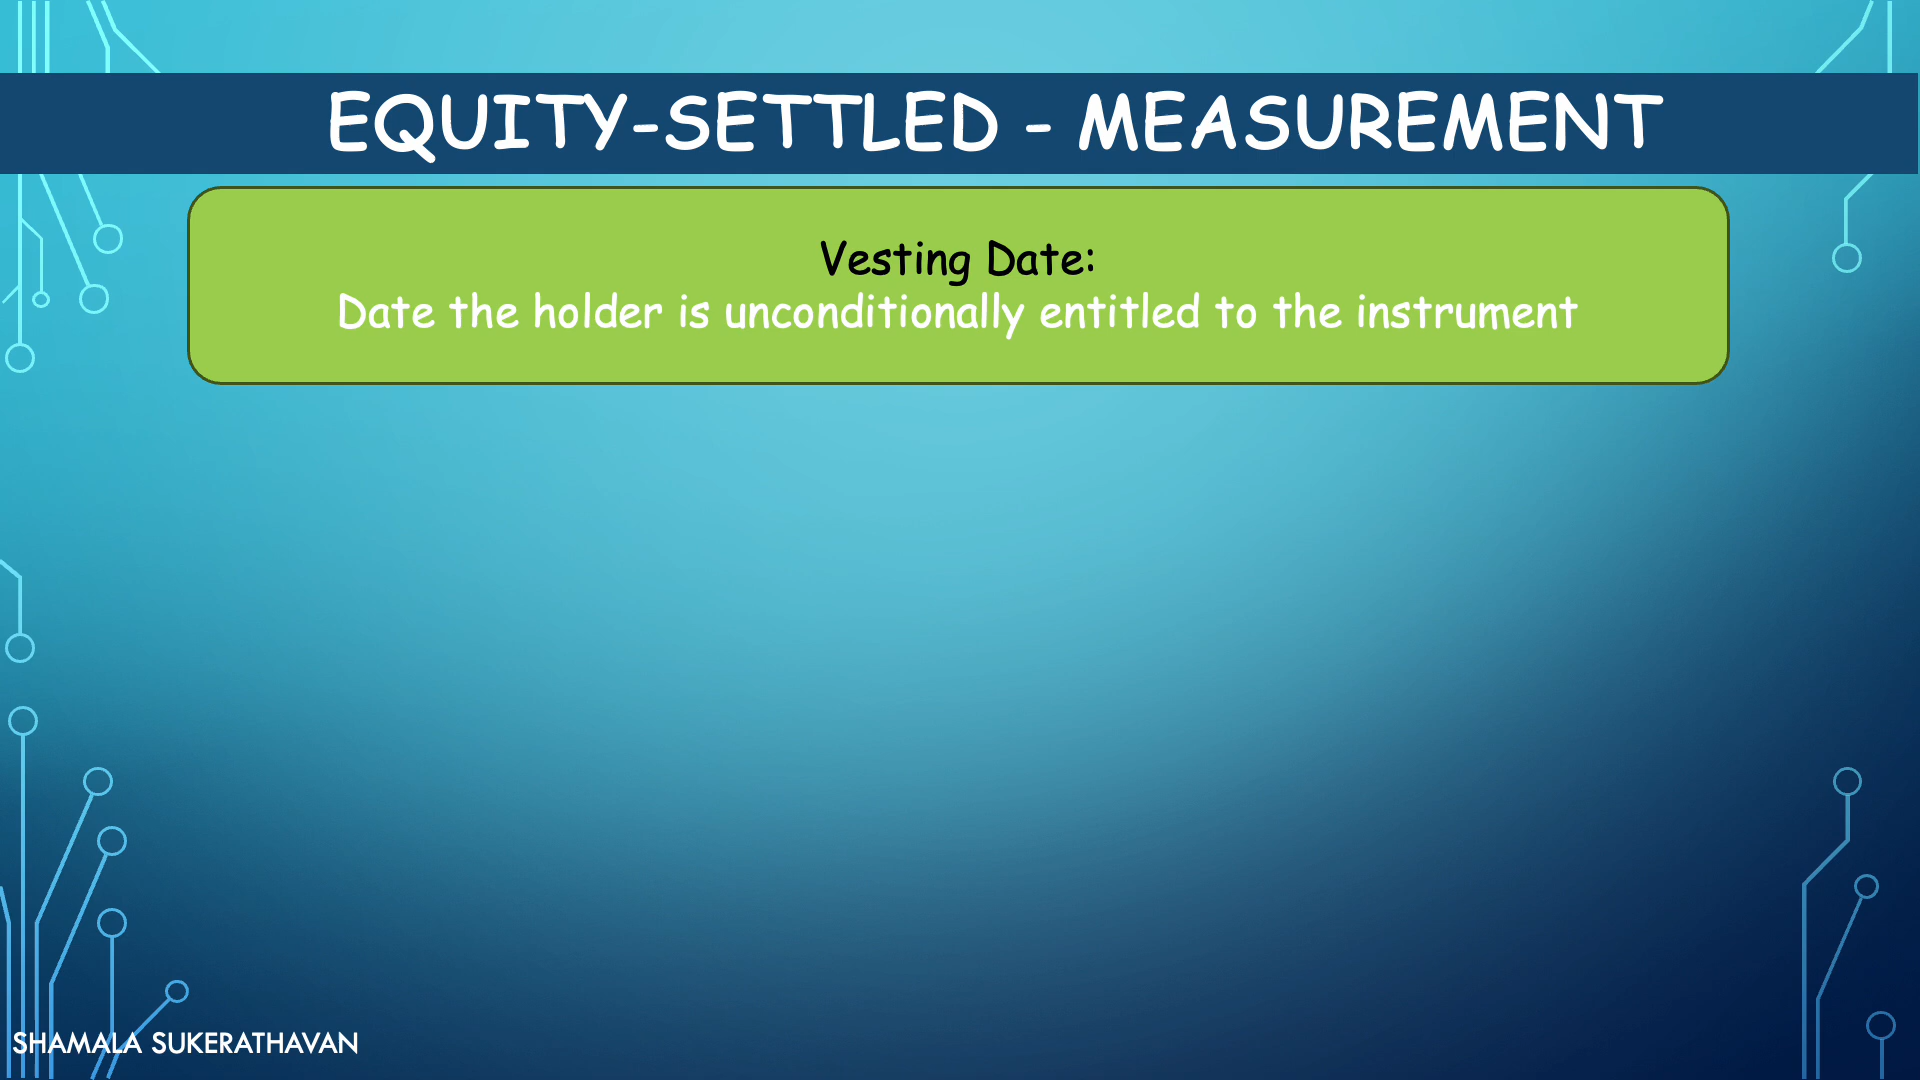 EQUITY-SETTLED - MEASUREMENT
Vesting Date:
Date the holder is unconditionally entitled to the instrument
SHAMALA SUKERATHAVAN